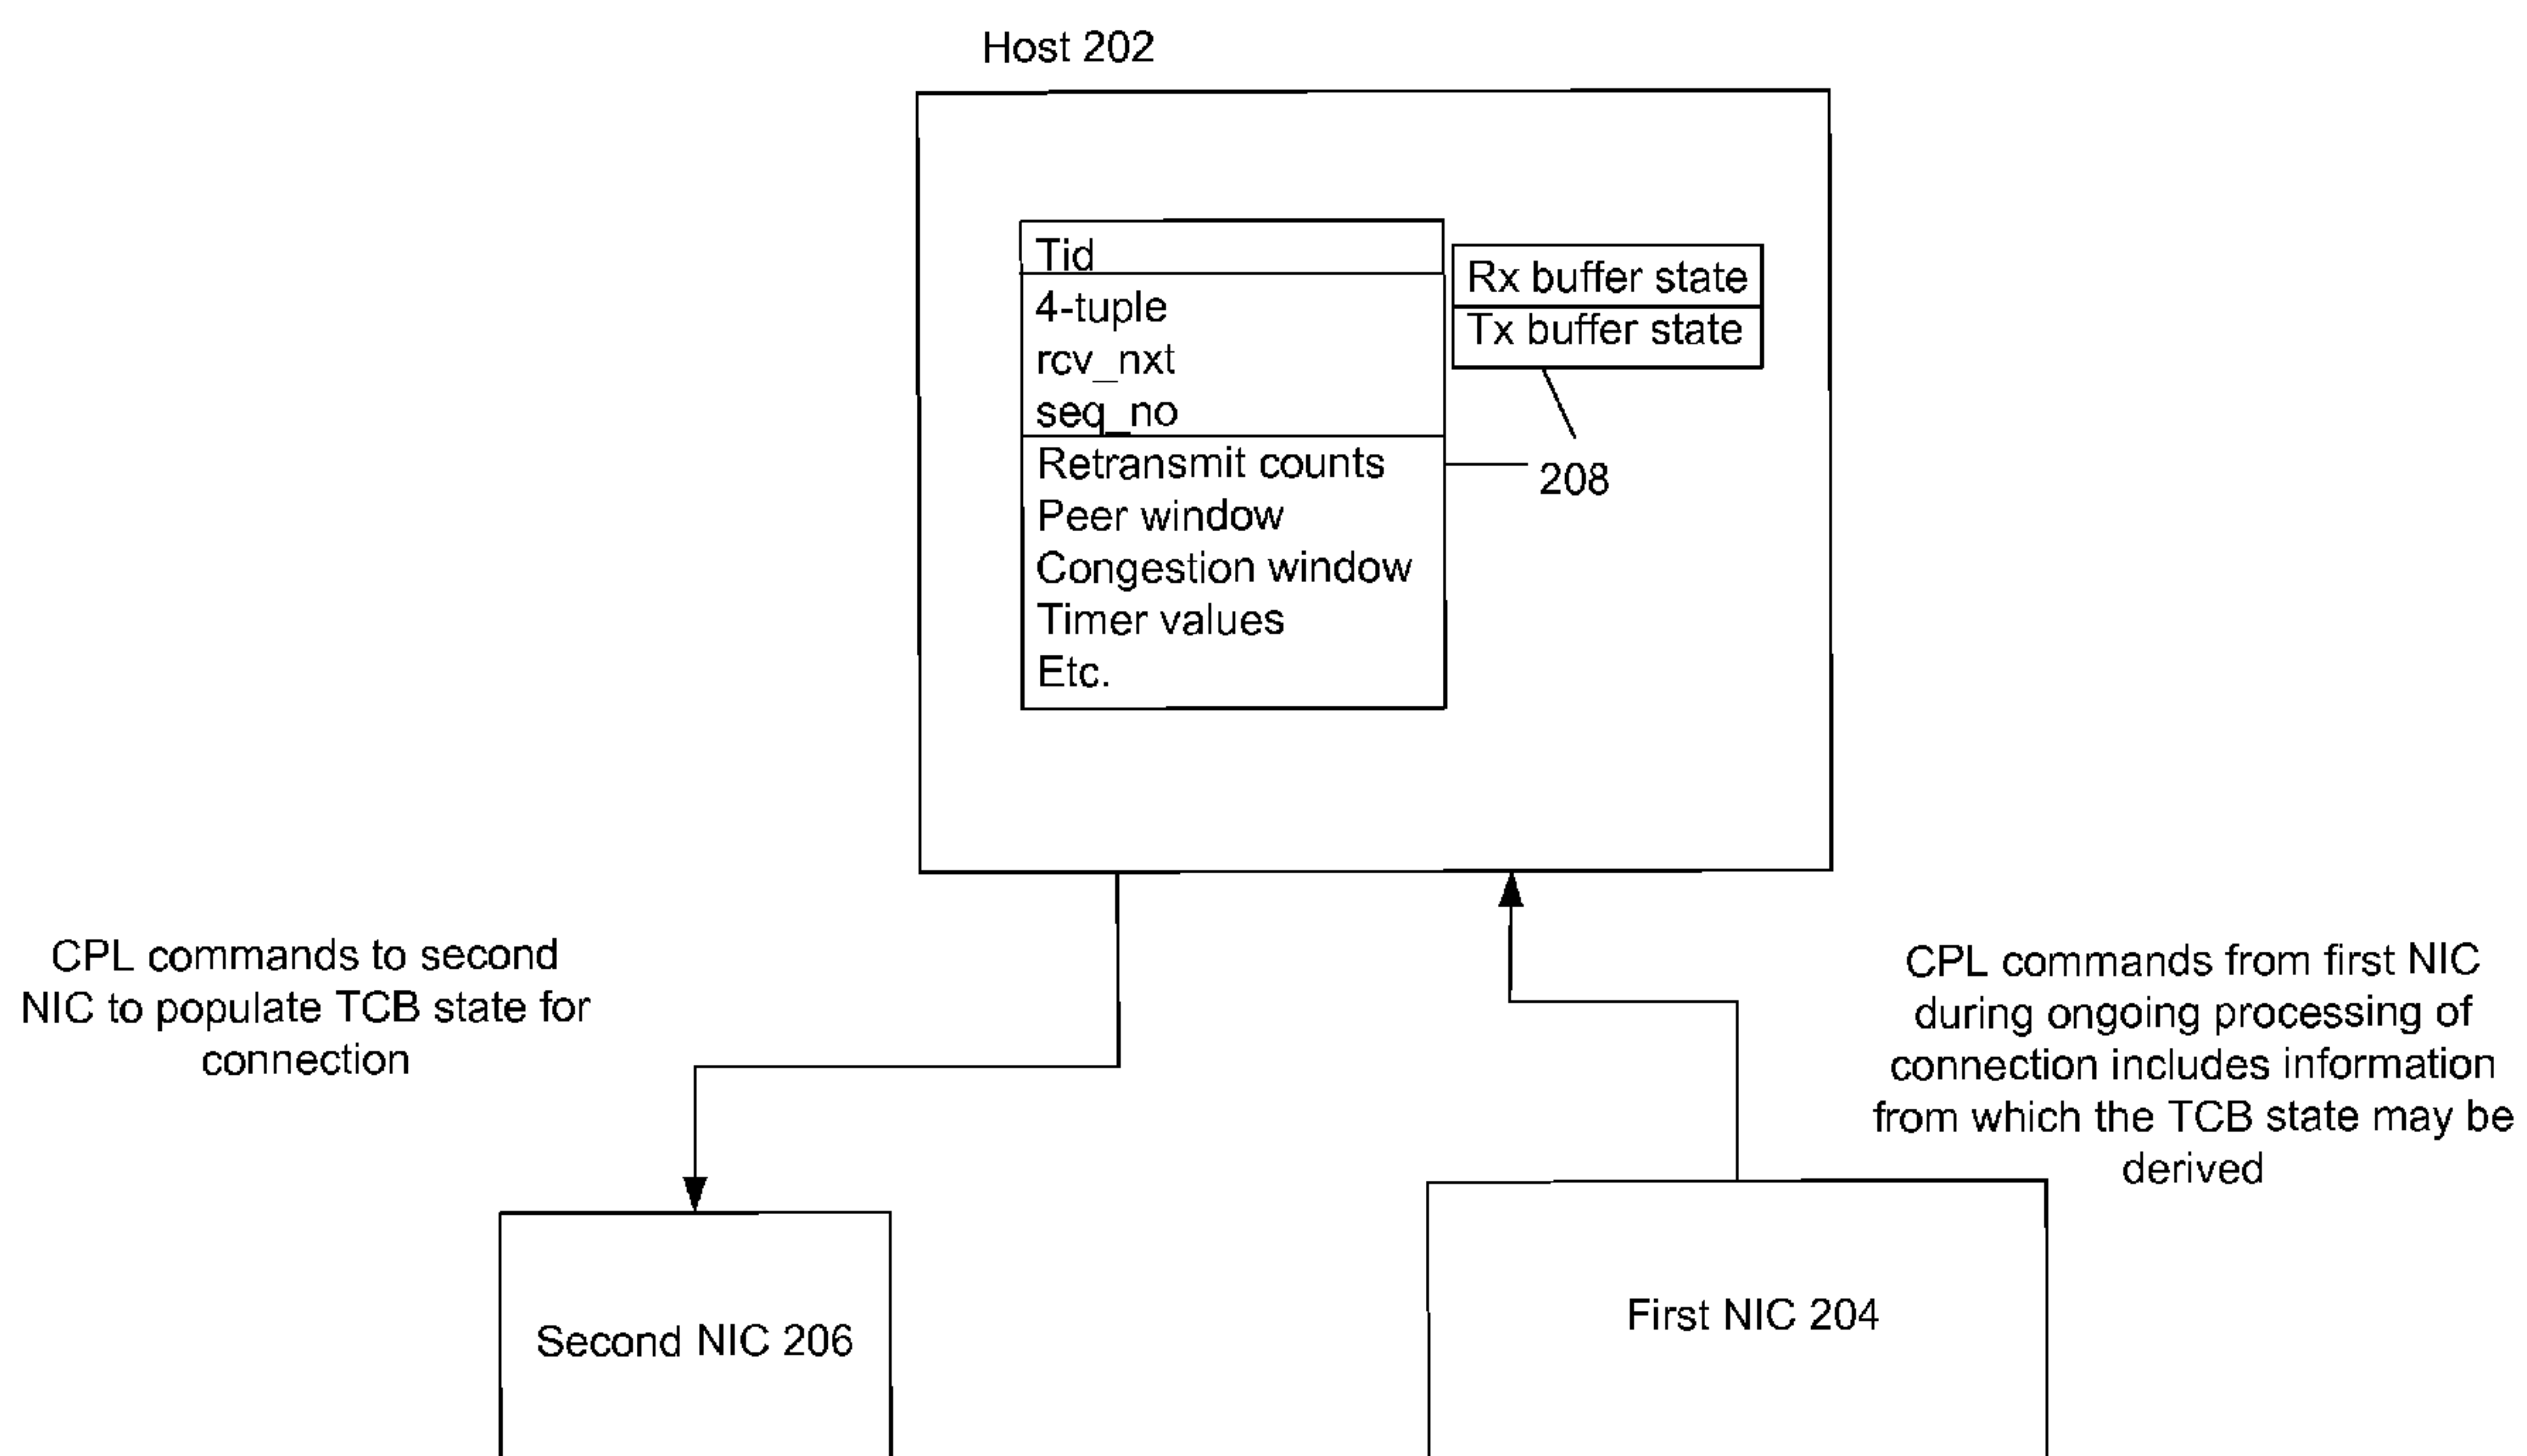 Host 202
Tid
4-tuple
rcv_nxt
seq_no
Retransmit counts
Peer window
Congestion window
Timer values
Etc.
Rx buffer state
Tx buffer state
208
CPL commands to second
NIC to populate TCB state for
connection
CPL commands from first NIC
during ongoing processing of
connection includes information
from which the TCB state may be
derived
Second NIC 206
First NIC 204